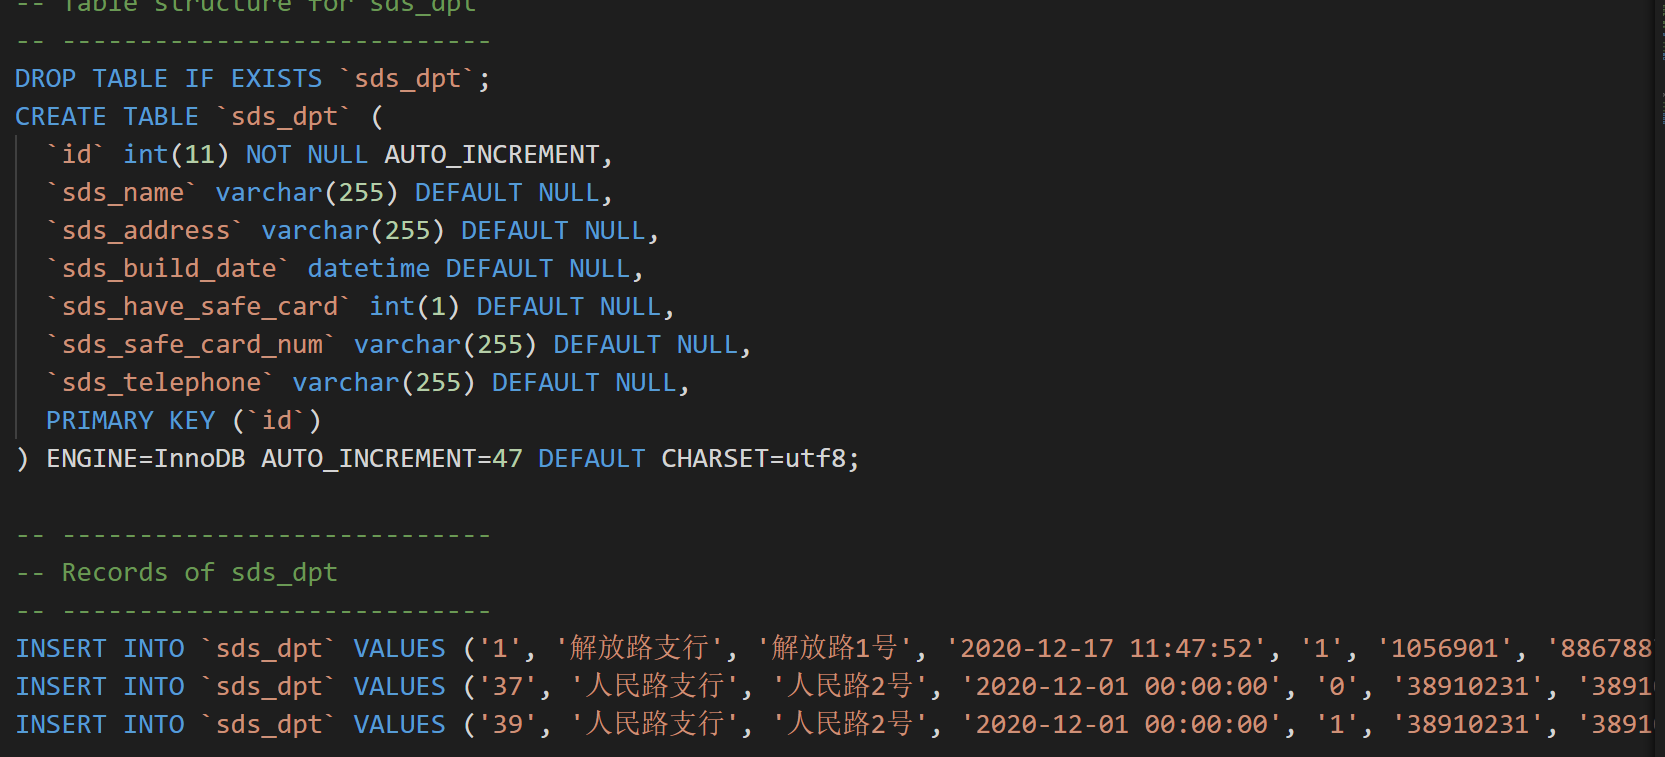 -- Table structure for sds_dpt
-- ----------------------------
DROP TABLE IF EXISTS `sds_dpt`;
CREATE TABLE `sds_dpt` (
  `id` int(11) NOT NULL AUTO_INCREMENT,
  `sds_name` varchar(255) DEFAULT NULL,
  `sds_address` varchar(255) DEFAULT NULL,
  `sds_build_date` datetime DEFAULT NULL,
  `sds_have_safe_card` int(1) DEFAULT NULL,
  `sds_safe_card_num` varchar(255) DEFAULT NULL,
  `sds_telephone` varchar(255) DEFAULT NULL,
  PRIMARY KEY (`id`)
) ENGINE=InnoDB AUTO_INCREMENT=47 DEFAULT CHARSET=utf8;
-- ----------------------------
-- Records of sds_dpt
-- ----------------------------
INSERT INTO `sds_dpt` VALUES ('1', '解放路支行', '解放路1号', '2020-12-17 11:47:52', '1', '1056901', '886788
INSERT INTO `sds_dpt` VALUES ('37', '人民路支行', '人民路2号', '2020-12-01 00:00:00', '0', '38910231', '3891
INSERT INTO `sds_dpt` VALUES ('39', '人民路支行', '人民路2号', '2020-12-01 00:00:00', '1', '38910231', '3891